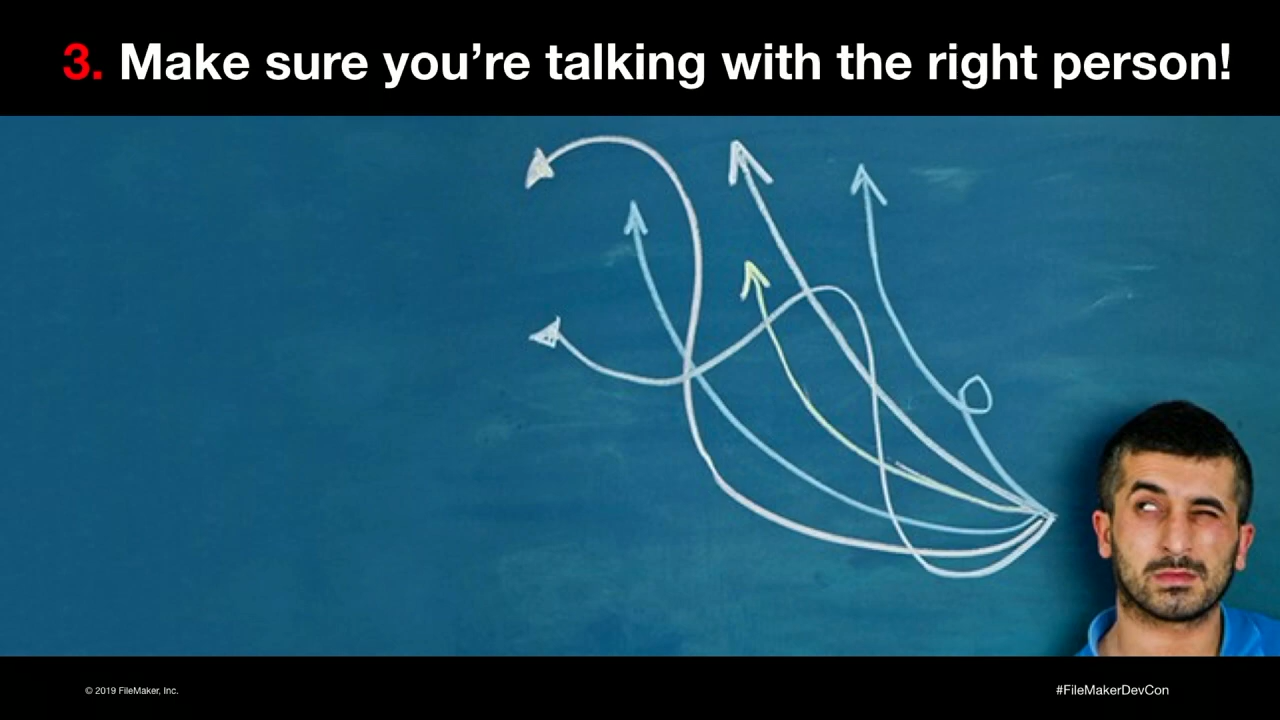 3. Make sure you’re talking with the right person!
© 2019 FileMaker, Inc.
#FileMakerDevCon